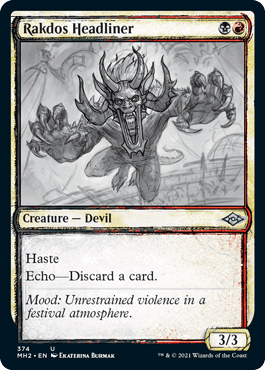 Rakdos Headliner
Creature — Devil
Haste
Echo—Discard a card.
Mood: Unrestrained violence in a
festival atmosphere.
3/3
374 U
MH2 • EN Ekaterina Burmak
™ & © 2021 Wizards of the Coast